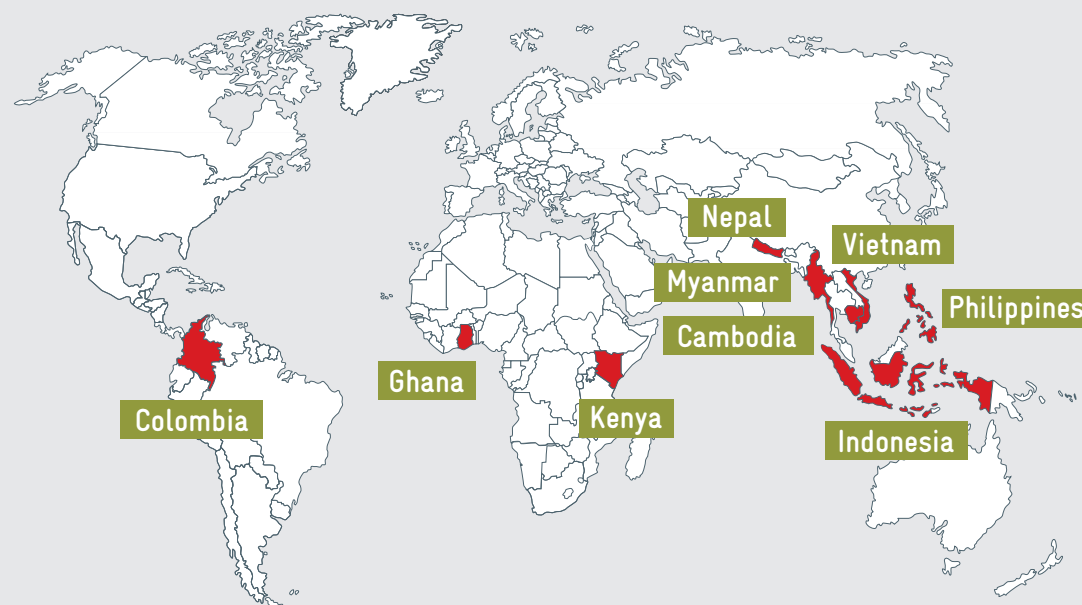 Nepal
Vietnam
Myanmar
Philippines
Cambodia
Ghana
Kenya
Colombia
Indonesia